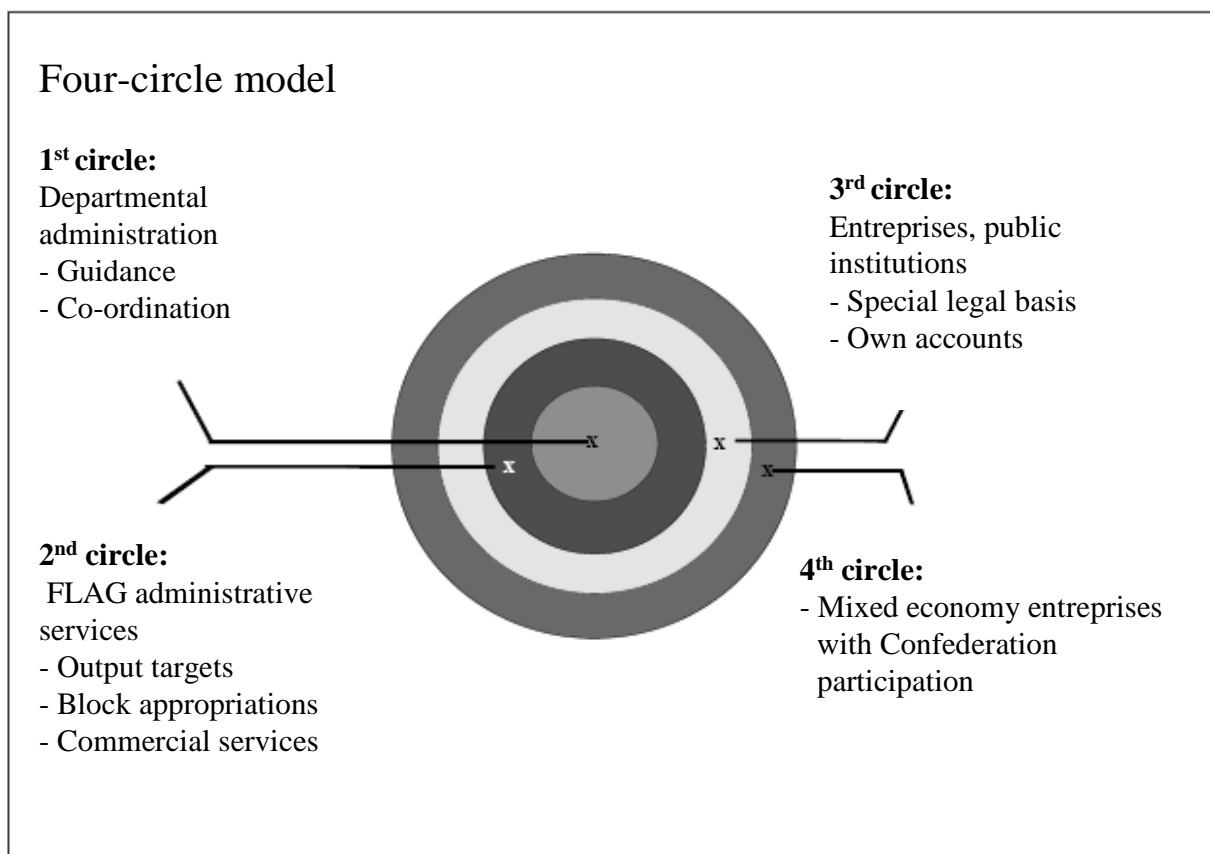 Four-circle model
1st circle:
Departmental
administration
- Guidance
- Co-ordination
3rd circle:
Entreprises, public
institutions
- Special legal basis
- Own accounts
x
x
x
x
2nd circle:
FLAG administrative
services
- Output targets
- Block appropriations
- Commercial services
4th circle:
- Mixed economy entreprises
with Confederation
participation